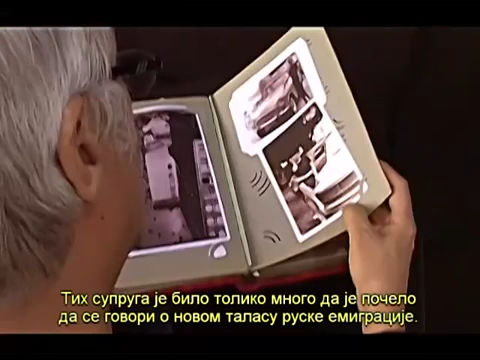 Тих супруга је било толико много да је почело
да се говори о новом таласу руске емиграције.